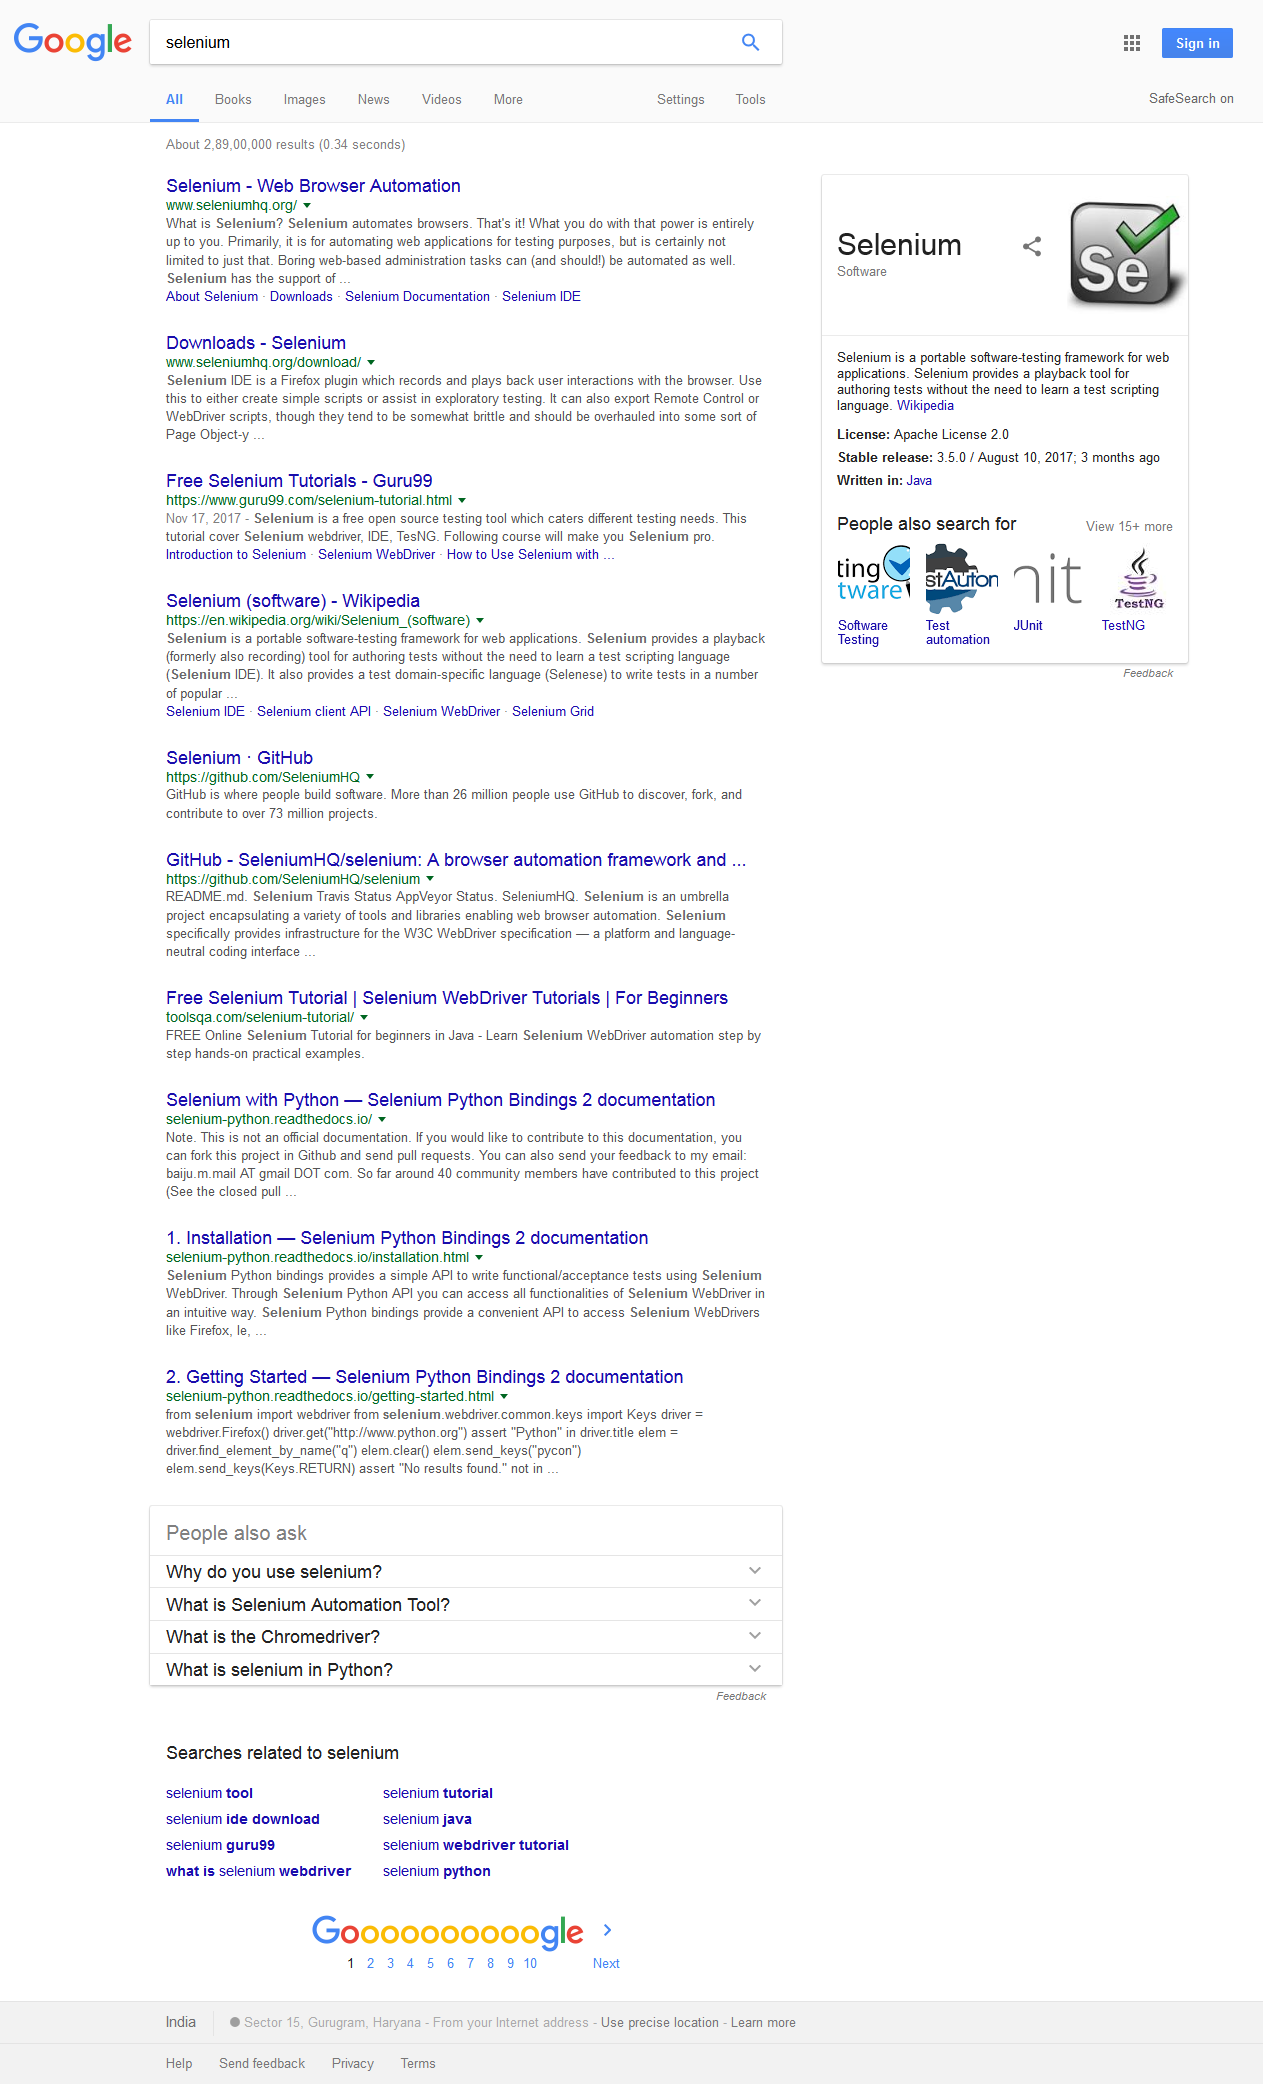 Google
selenium
Sign in
All Books Images News Videos More Settings Tools
SafeSearch on
About 2,89,00,000 results (0.34 seconds)
Selenium - Web Browser Automation
www.seleniumhq.org/
What is Selenium? Selenium automates browsers. That's it! What you do with that power is entirely
up to you. Primarily, it is for automating web applications for testing purposes, but is certainly not
limited to just that. Boring web-based administration tasks can (and should!) be automated as well.
Selenium has the support of ...
About Selenium · Downloads · Selenium Documentation · Selenium IDE
Downloads - Selenium
www.seleniumhq.org/download/
Selenium IDE is a Firefox plugin which records and plays back user interactions with the browser. Use
this to either create simple scripts or assist in exploratory testing. It can also export Remote Control or
WebDriver scripts, though they tend to be somewhat brittle and should be overhauled into some sort of
Page Object-y ...
Free Selenium Tutorials - Guru99
https://www.guru99.com/selenium-tutorial.html
Nov 17, 2017 - Selenium is a free open source testing tool which caters different testing needs. This
tutorial cover Selenium webdriver, IDE, TesNG. Following course will make you Selenium pro.
Introduction to Selenium · Selenium WebDriver · How to Use Selenium with ...
Selenium (software) - Wikipedia
https://en.wikipedia.org/wiki/Selenium_(software)
Selenium is a portable software-testing framework for web applications. Selenium provides a playback
(formerly also recording) tool for authoring tests without the need to learn a test scripting language
(Selenium IDE). It also provides a test domain-specific language (Selenese) to write tests in a number
of popular ...
Selenium IDE · Selenium client API · Selenium WebDriver · Selenium Grid
Selenium · GitHub
https://github.com/SeleniumHQ
GitHub is where people build software. More than 26 million people use GitHub to discover, fork, and
contribute to over 73 million projects.
GitHub - SeleniumHQ/selenium: A browser automation framework and ...
https://github.com/SeleniumHQ/selenium
README.md. Selenium Travis Status AppVeyor Status. SeleniumHQ. Selenium is an umbrella
project encapsulating a variety of tools and libraries enabling web browser automation. Selenium
specifically provides infrastructure for the W3C WebDriver specification — a platform and language-
neutral coding interface ...
Free Selenium Tutorial | Selenium WebDriver Tutorials | For Beginners
toolsqa.com/selenium-tutorial/
FREE Online Selenium Tutorial for beginners in Java - Learn Selenium WebDriver automation step by
step hands-on practical examples.
Selenium with Python — Selenium Python Bindings 2 documentation
selenium-python.readthedocs.io/
Note. This is not an official documentation. If you would like to contribute to this documentation, you
can fork this project in Github and send pull requests. You can also send your feedback to my email:
baiju.m.mail AT gmail DOT com. So far around 40 community members have contributed to this project
(See the closed pull ...
1. Installation — Selenium Python Bindings 2 documentation
selenium-python.readthedocs.io/installation.html
Selenium Python bindings provides a simple API to write functional/acceptance tests using Selenium
WebDriver. Through Selenium Python API you can access all functionalities of Selenium WebDriver in
an intuitive way. Selenium Python bindings provide a convenient API to access Selenium WebDrivers
like Firefox, Ie, ...
2. Getting Started — Selenium Python Bindings 2 documentation
selenium-python.readthedocs.io/getting-started.html
from selenium import webdriver from selenium.webdriver.common.keys import Keys driver =
webdriver.Firefox() driver.get("http://www.python.org") assert "Python" in driver.title elem =
driver.find_element_by_name("q") elem.clear() elem.send_keys("pycon")
elem.send_keys(Keys.RETURN) assert "No results found." not in ...
People also ask
Why do you use selenium?
What is Selenium Automation Tool?
What is the Chromedriver?
What is selenium in Python?
Feedback
Searches related to selenium
selenium tool
selenium ide download
selenium guru99
what is selenium webdriver
selenium tutorial
selenium java
selenium webdriver tutorial
selenium python
Goooooooooogle
1 2 3 4 5 6 7 8 9 10 Next
Selenium
Software
Se
Selenium is a portable software-testing framework for web
applications. Selenium provides a playback tool for
authoring tests without the need to learn a test scripting
language. Wikipedia
License: Apache License 2.0
Stable release: 3.5.0 / August 10, 2017; 3 months ago
Written in: Java
People also search for
View 15+ more
ting
tware
stAuton
nit
TestNG
Software
Testing
Test
automation
JUnit
TestNG
Feedback
India
Sector 15, Gurugram, Haryana - From your Internet address - Use precise location - Learn more
Help Send feedback Privacy Terms